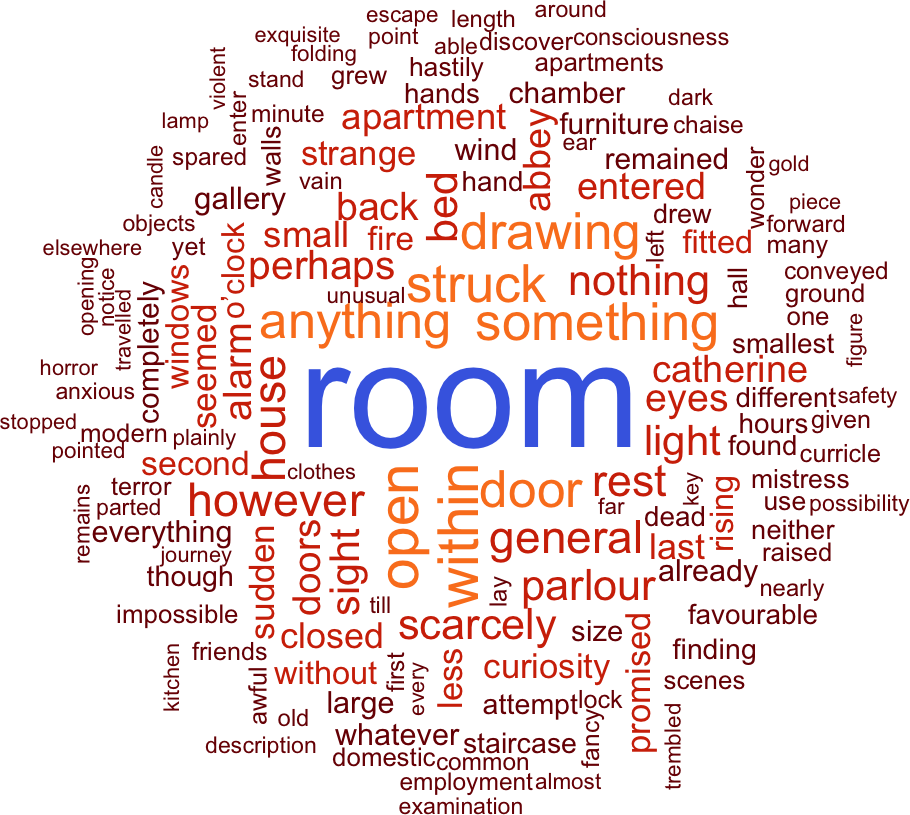 escape
length
around
exquisite
point
able
discover
consciousness
folding
violent
stand
grew
hastily
apartments
hands
chamber
dark
lamp
enter
minute
apartment
abbey
furniture
chaise
candle
spared
walls
strange
wind
ear
remained
wonder
gold
vain
hand
gallery
back
bed
entered
piece
objects
drawing
drew
forward
elsewhere
yet
o'clock
small
fire
left
fitted
many
opening
notice
travelled
completely
windows
seemed
alarm
perhaps
unusual
struck
nothing
hall
conveyed
ground
anything
something
one
figure
horror
smallest
anxious
house
room
catherine
eyes
different
safety
stopped
modern
plainly
hours
given
pointed
light
found
curricle
second
clothes
open
within
door
rest
key
rising
mistress
remains
terror
parted
however
far
use
possibility
dead
everything
sudden
doors
sight
general
last
neither
journey
raised
though
lay
parlour
already
nearly
impossible
till
closed
scarcely
size
promised
favourable
kitchen
friends
awful
without
first
every
less
curiosity
finding
scenes
old
large
attempt
lock
fancy
trembled
description
whatever
staircase
domestic
common
employment
almost
examination